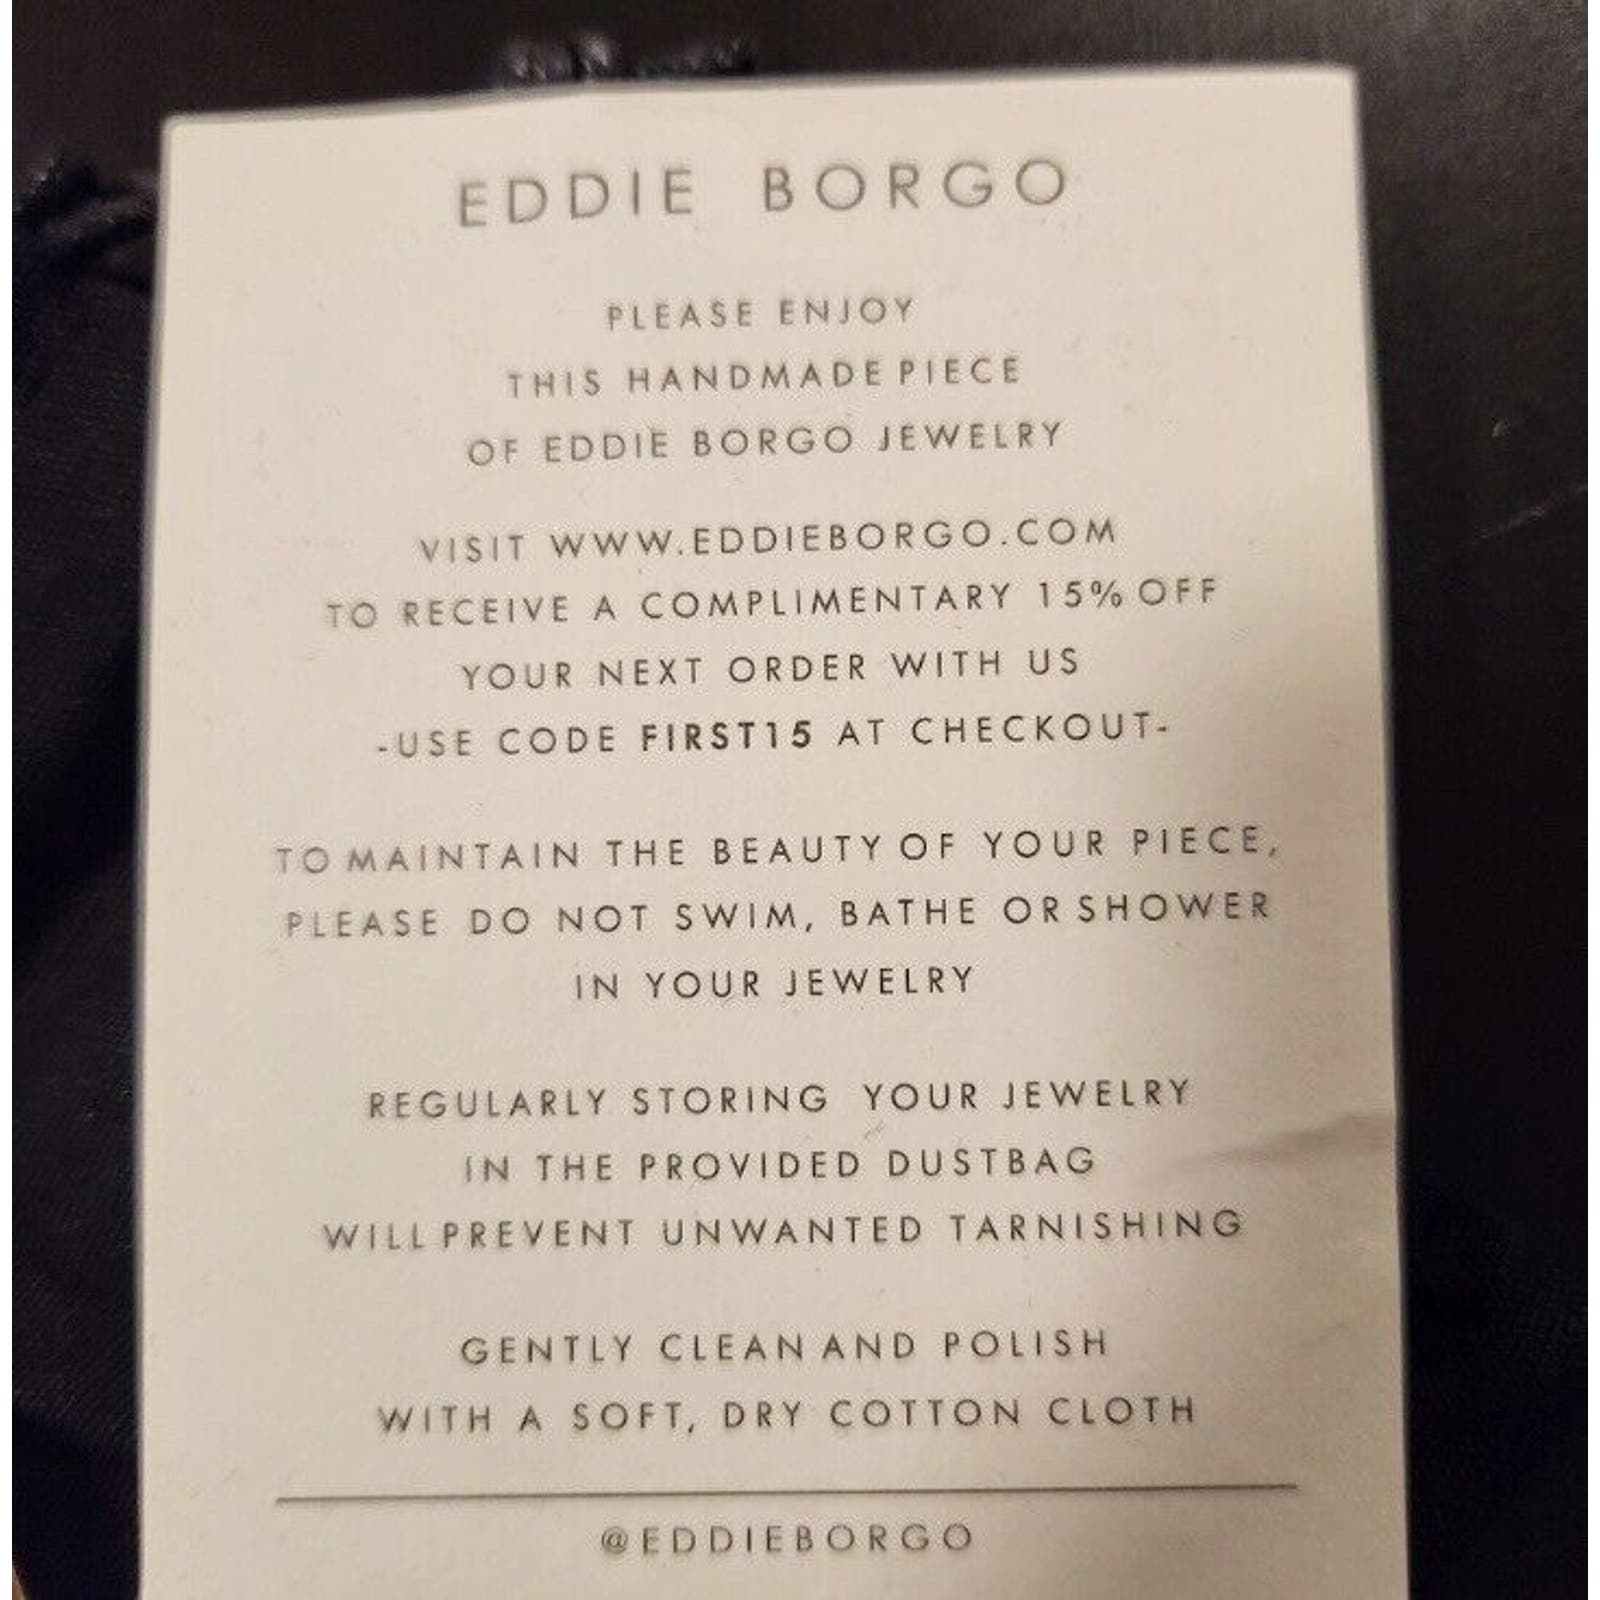 EDDIE BORGO
PLEASE ENJOY
THIS HANDMADE PIECE
OF EDDIE BORGO JEWELRY
VISIT WWW.EDDIEBORGO.COM
TO RECEIVE A COMPLIMENTARY 15% OFF
YOUR NEXT ORDER WITH US
-USE CODE FIRST15 AT CHECKOUT-
TO MAINTAIN THE BEAUTY OF YOUR PIECE,
PLEASE DO NOT SWIM, BATHE OR SHOWER
IN YOUR JEWELRY
REGULARLY STORING YOUR JEWELRY
IN THE PROVIDED DUSTBAG
WILL PREVENT UNWANTED TARNISHING
GENTLY CLEAN AND POLISH
WITH A SOFT, DRY COTTON CLOTH
@EDDIEBORGO